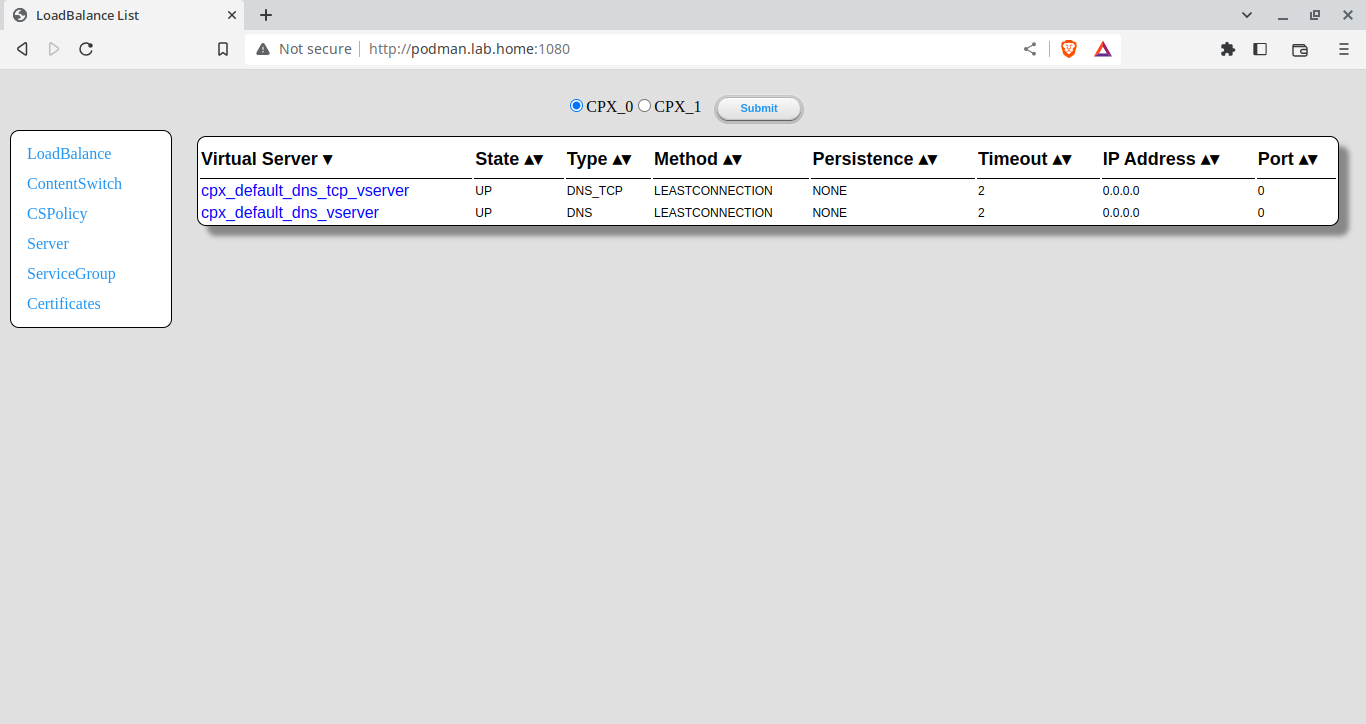 LoadBalance List
Not secure http://podman.lab.home:1080
CPX_0 CPX_1 Submit
LoadBalance
ContentSwitch
CSPolicy
Server
ServiceGroup
Certificates
Virtual Server ▼ State ▲▼ Type ▲▼ Method ▲▼ Persistence ▲▼ Timeout ▲▼ IP Address ▲▼ Port ▲▼
cpx_default_dns_tcp_vserver UP DNS_TCP LEASTCONNECTION NONE 2 0.0.0.0 0
cpx_default_dns_vserver UP DNS LEASTCONNECTION NONE 2 0.0.0.0 0